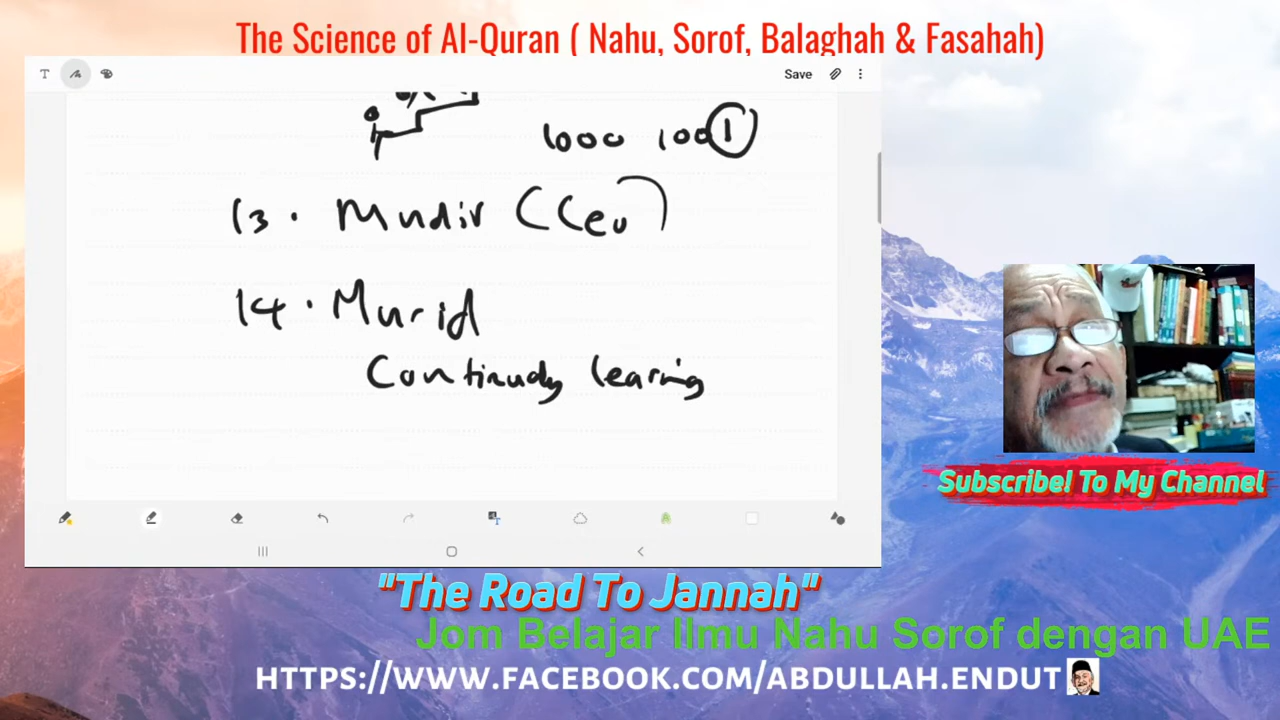 The Science of Al-Quran ( Nahu, Sorof, Balaghah & Fasahah)
T
Save
1000 1001
13. Mudir (Ceo)
14. Murid
Continudy learing
Subscribe! To My Channel
"The Road To Jannah"
Jom Belajar Ilmu Nahu Sorof dengan UAE
HTTPS://WWW.FACEBOOK.COM/ABDULLAH.ENDUT